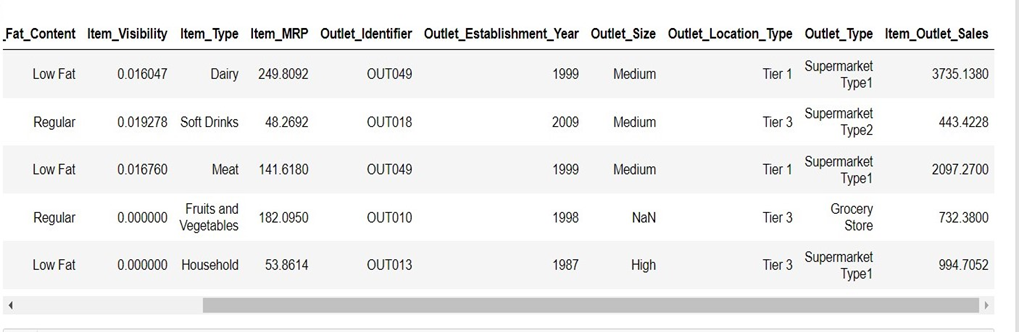 _Fat_Content Item_Visibility Item_Type Item_MRP Outlet_Identifier Outlet_Establishment_Year Outlet_Size Outlet_Location_Type Outlet_Type Item_Outlet_Sales
Low Fat 0.016047 Dairy 249.8092 OUT049 1999 Medium Tier 1 Supermarket Type1 3735.1380
Regular 0.019278 Soft Drinks 48.2692 OUT018 2009 Medium Tier 3 Supermarket Type2 443.4228
Low Fat 0.016760 Meat 141.6180 OUT049 1999 Medium Tier 1 Supermarket Type1 2097.2700
Regular 0.000000 Fruits and Vegetables 182.0950 OUT010 1998 NaN Tier 3 Grocery Store 732.3800
Low Fat 0.000000 Household 53.8614 OUT013 1987 High Tier 3 Supermarket Type1 994.7052